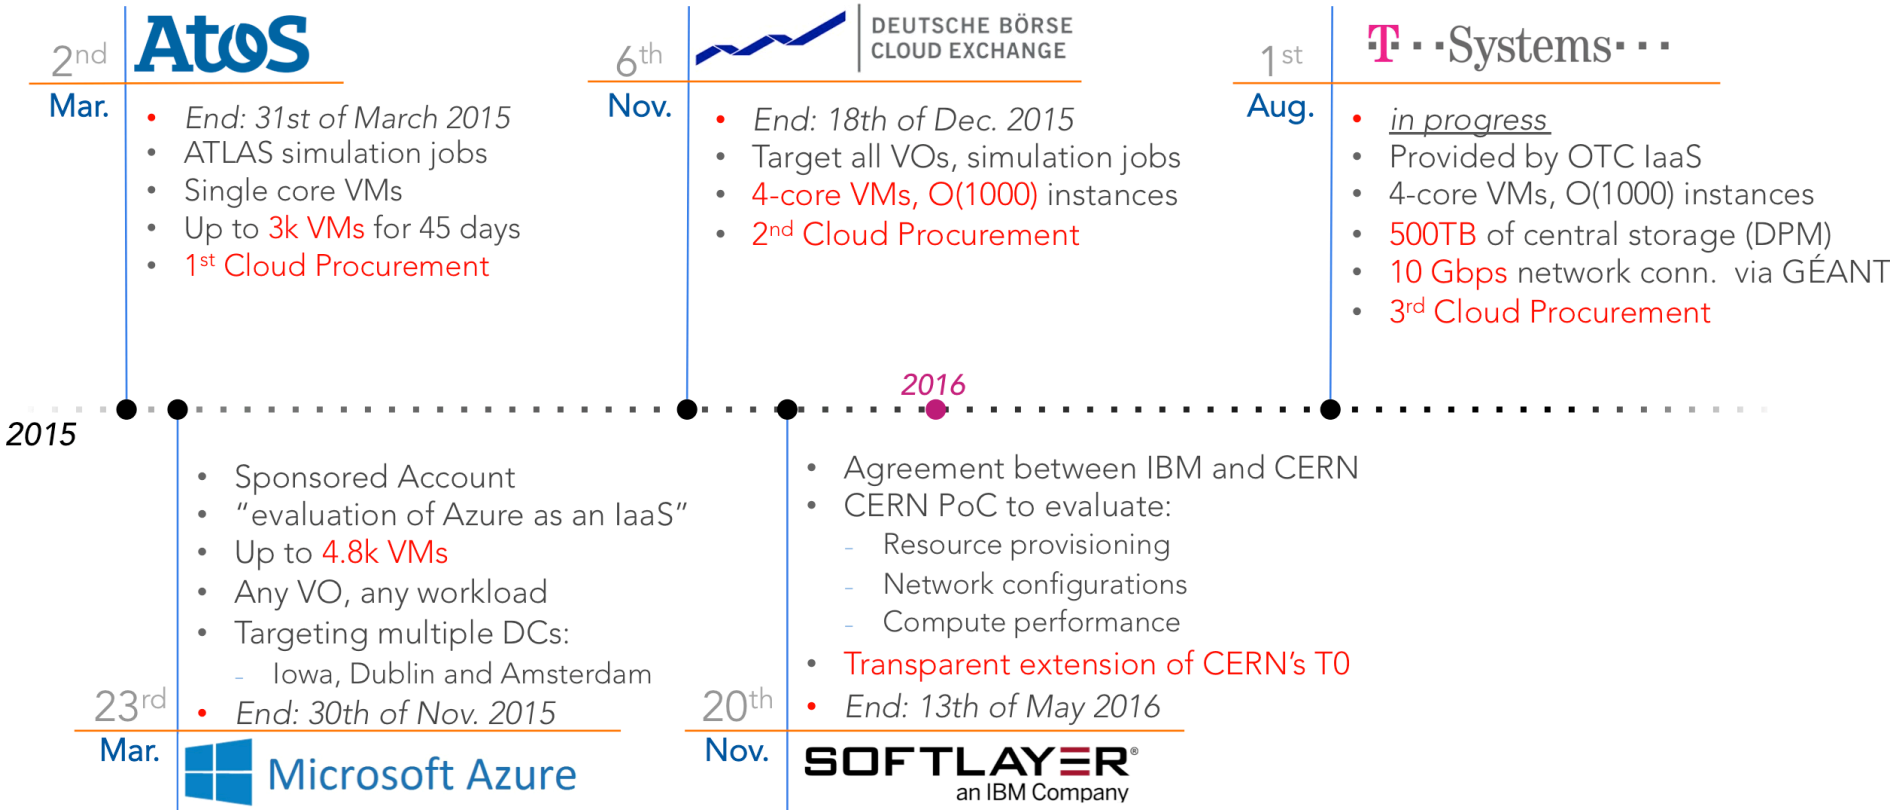 2nd
Mar.
Atos
• End: 31st of March 2015
• ATLAS simulation jobs
• Single core VMs
• Up to 3k VMs for 45 days
• 1st Cloud Procurement
6th
Nov.
DEUTSCHE BÖRSE
CLOUD EXCHANGE
• End: 18th of Dec. 2015
• Target all VOs, simulation jobs
• 4-core VMs, O(1000) instances
• 2nd Cloud Procurement
1st
Aug.
T··Systems···
• in progress
• Provided by OTC IaaS
• 4-core VMs, O(1000) instances
• 500TB of central storage (DPM)
• 10 Gbps network conn. via GÉANT
• 3rd Cloud Procurement
2015
2016
• Sponsored Account
• “evaluation of Azure as an IaaS”
• Up to 4.8k VMs
• Any VO, any workload
• Targeting multiple DCs:
- Iowa, Dublin and Amsterdam
• End: 30th of Nov. 2015
23rd
Mar.
Microsoft Azure
• Agreement between IBM and CERN
• CERN PoC to evaluate:
- Resource provisioning
- Network configurations
- Compute performance
• Transparent extension of CERN’s T0
• End: 13th of May 2016
20th
Nov.
SOFTLAYER®
an IBM Company